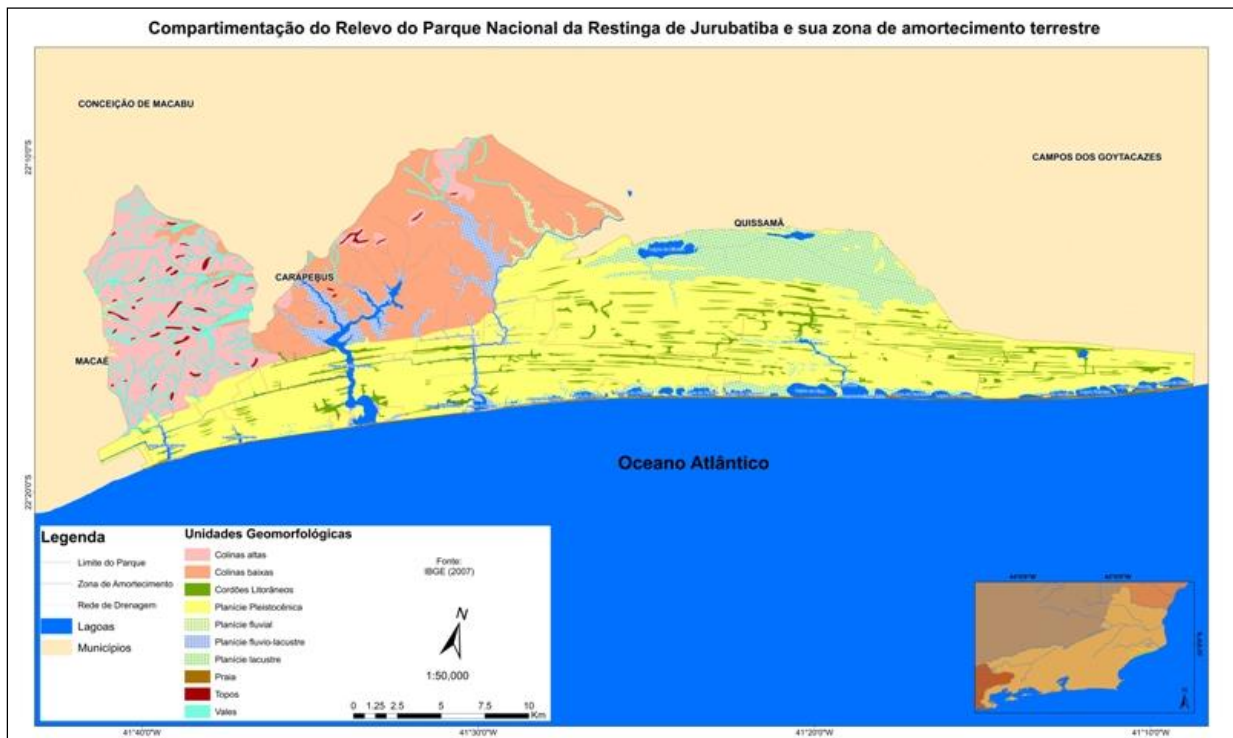 Compartimentação do Relevo do Parque Nacional da Restinga de Jurubatiba e sua zona de amortecimento terrestre
CONCEIÇÃO DE MACABU
CAMPOS DOS GOYTACAZES
22°10'0"S
QUISSAMÃ
CARAPEBUS
MACAÉ
Oceano Atlântico
22°20'0"S
Legenda
Limite do Parque
Zona de Amortecimento
Rede de Drenagem
Lagoas
Municípios
Unidades Geomorfológicas
Colinas altas
Colinas baixas
Cordões Litorâneos
Planície Pleistocênica
Planície fluvial
Planície fluvio-lacustre
Planície lacustre
Praia
Topos
Vales
Fonte:
IBGE (2007)
N
1:50,000
0 1.25 2.5 5 7.5 10
Km
41°40'0"W
41°30'0"W
41°20'0"W
41°10'0"W